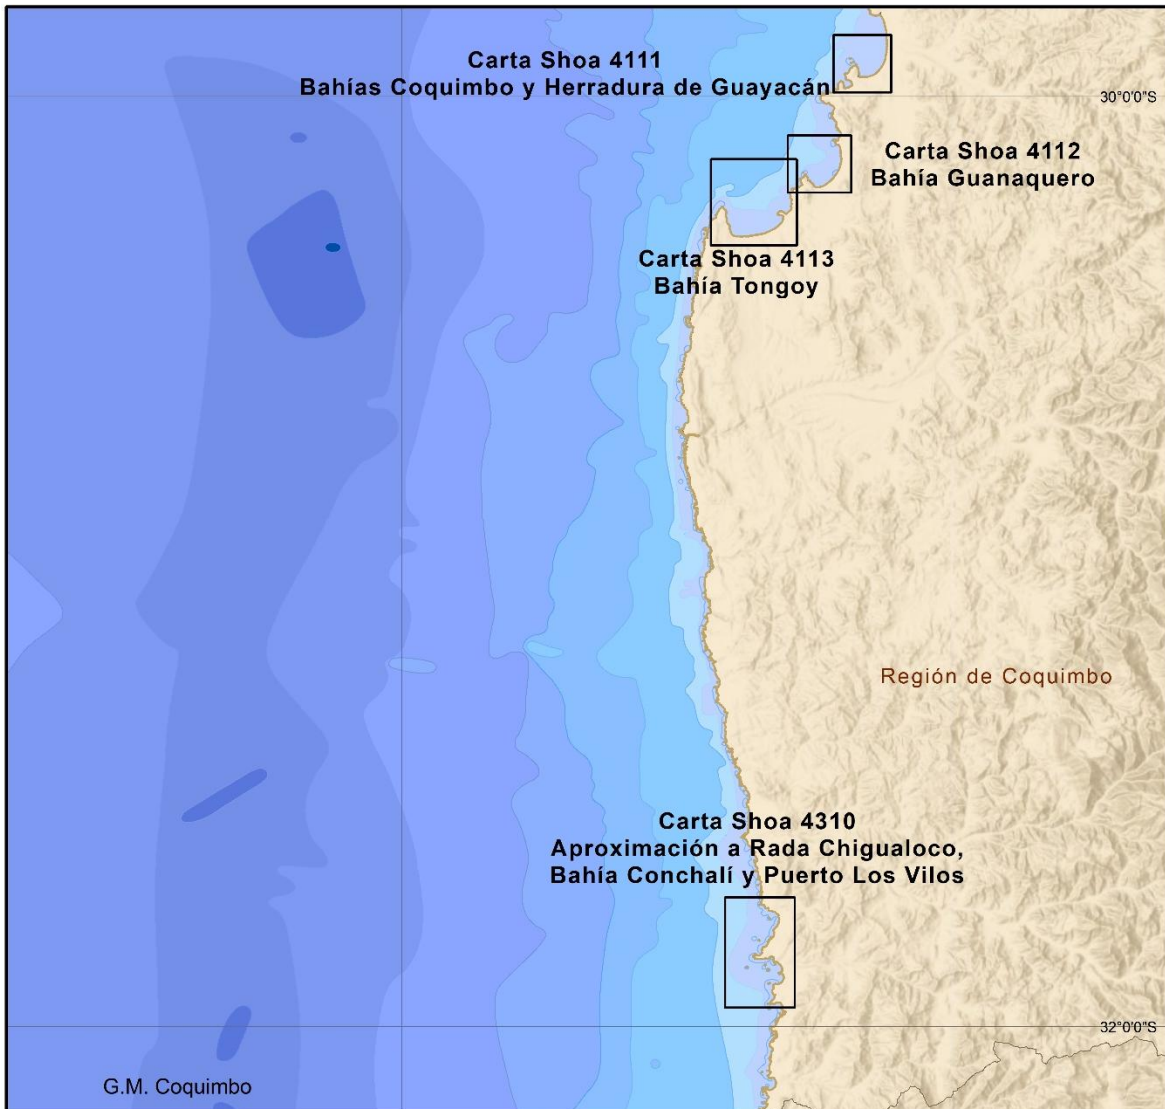 Carta Shoa 4111
Bahías Coquimbo y Herradura de Guayacán
30°0'0"S
Carta Shoa 4112
Bahía Guanaquero
Carta Shoa 4113
Bahía Tongoy
Región de Coquimbo
Carta Shoa 4310
Aproximación a Rada Chigualoco,
Bahía Conchalí y Puerto Los Vilos
32°0'0"S
G.M. Coquimbo